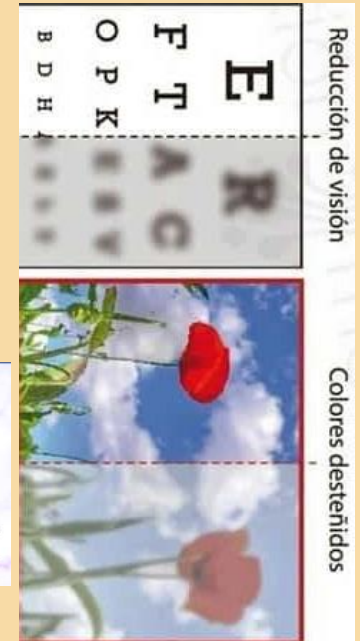 Reducción de visión
E R
F T A C
O P K
B D H
Colores desteñidos